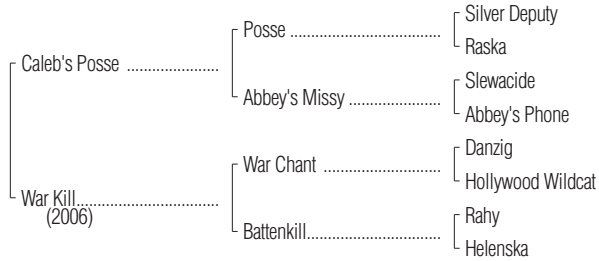 Silver Deputy
Posse ........................
Raska
Caleb's Posse ........................
Slewacide
Abbey's Missy ........................
Abbey's Phone
Danzig
War Chant ........................
Hollywood Wildcat
War Kill....................................
(2006)
Rahy
Battenkill....................................
Helenska